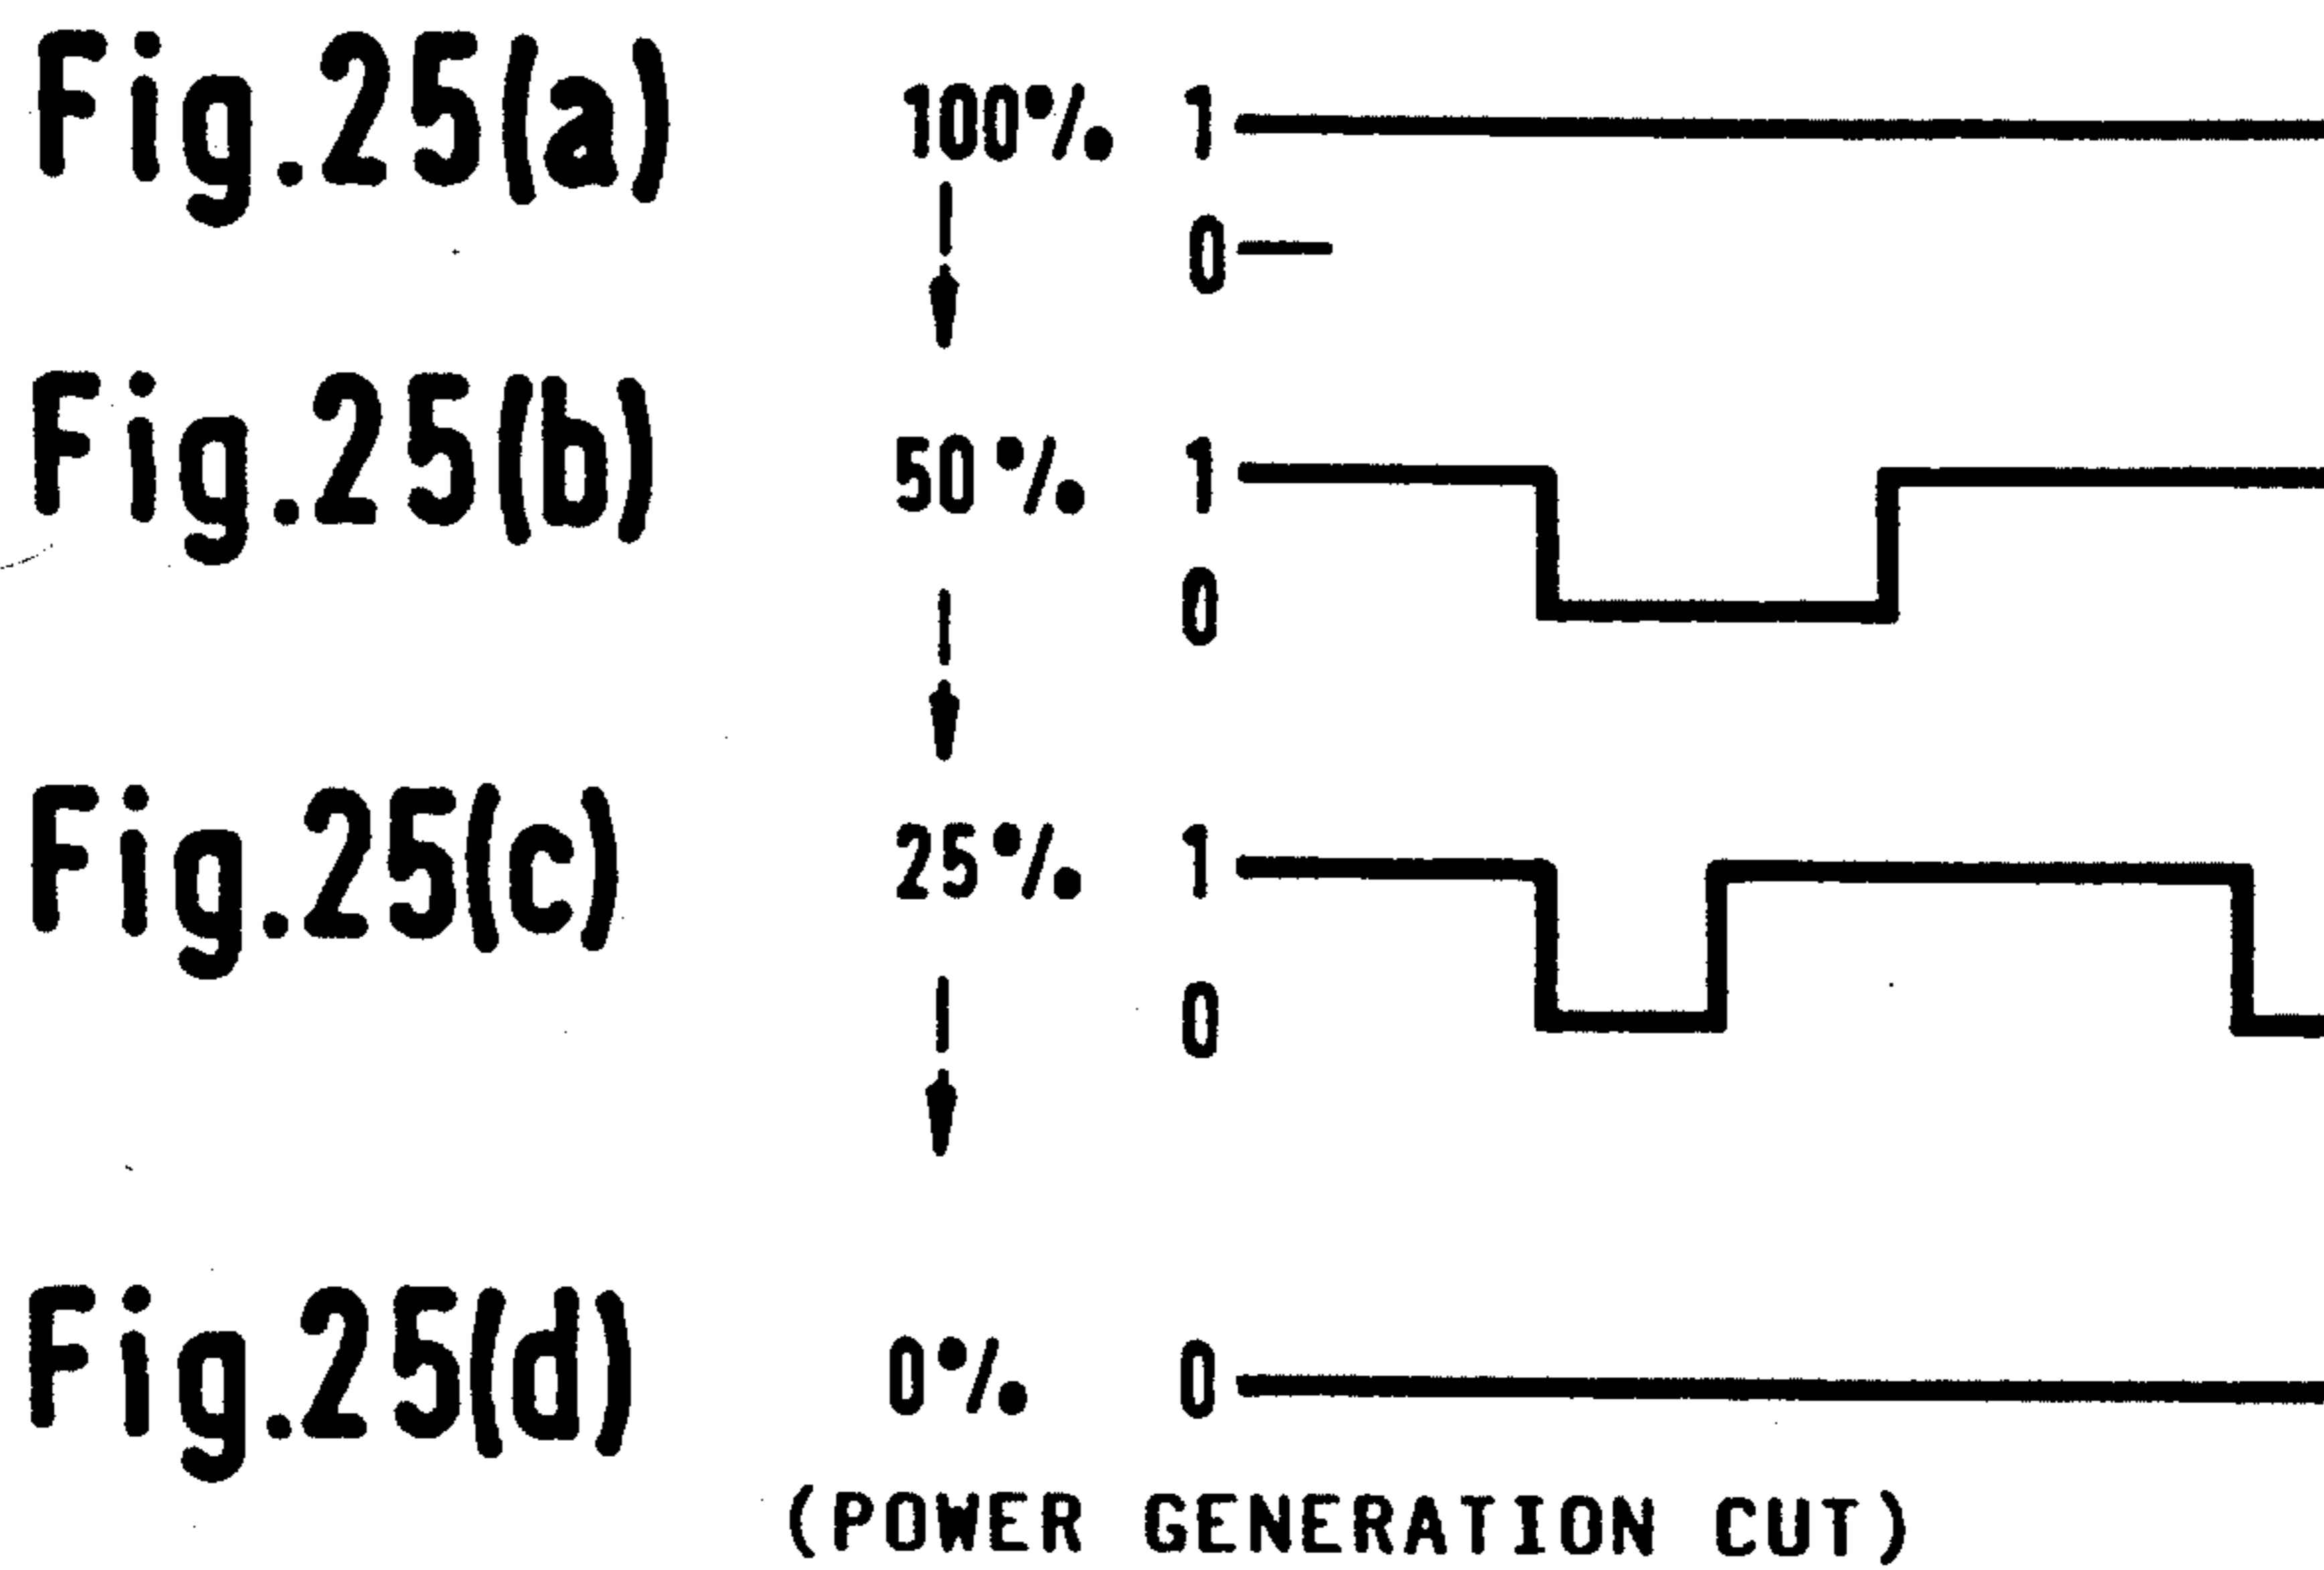 Fig.25(a) 100% 1
0
Fig.25(b) 50% 1
0
Fig.25(c) 25% 1
0
Fig.25(d) 0% 0
(POWER GENERATION CUT)